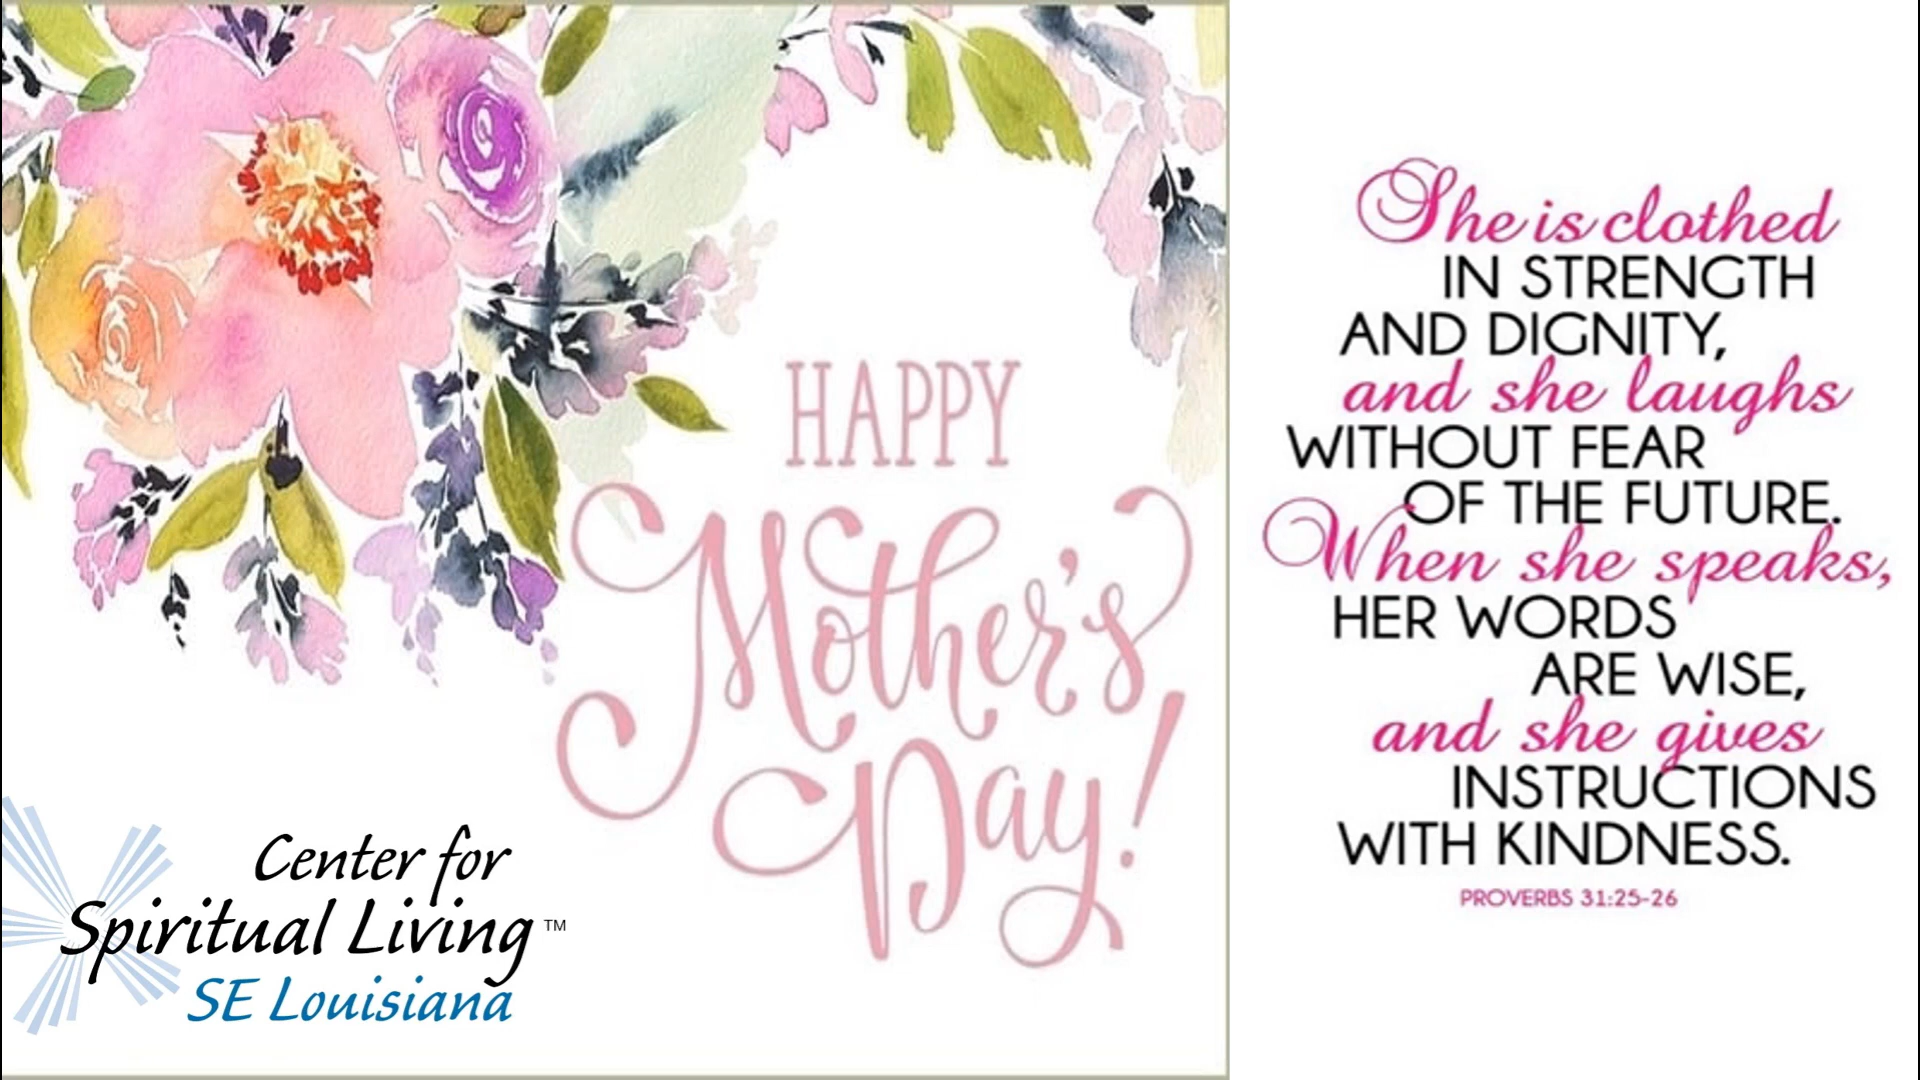 HAPPY
Mother's
Day!
Center for
Spiritual Living™
SE Louisiana
She is clothed
IN STRENGTH
AND DIGNITY,
and she laughs
WITHOUT FEAR
OF THE FUTURE.
When she speaks,
HER WORDS
ARE WISE,
and she gives
INSTRUCTIONS
WITH KINDNESS.
PROVERBS 31:25-26